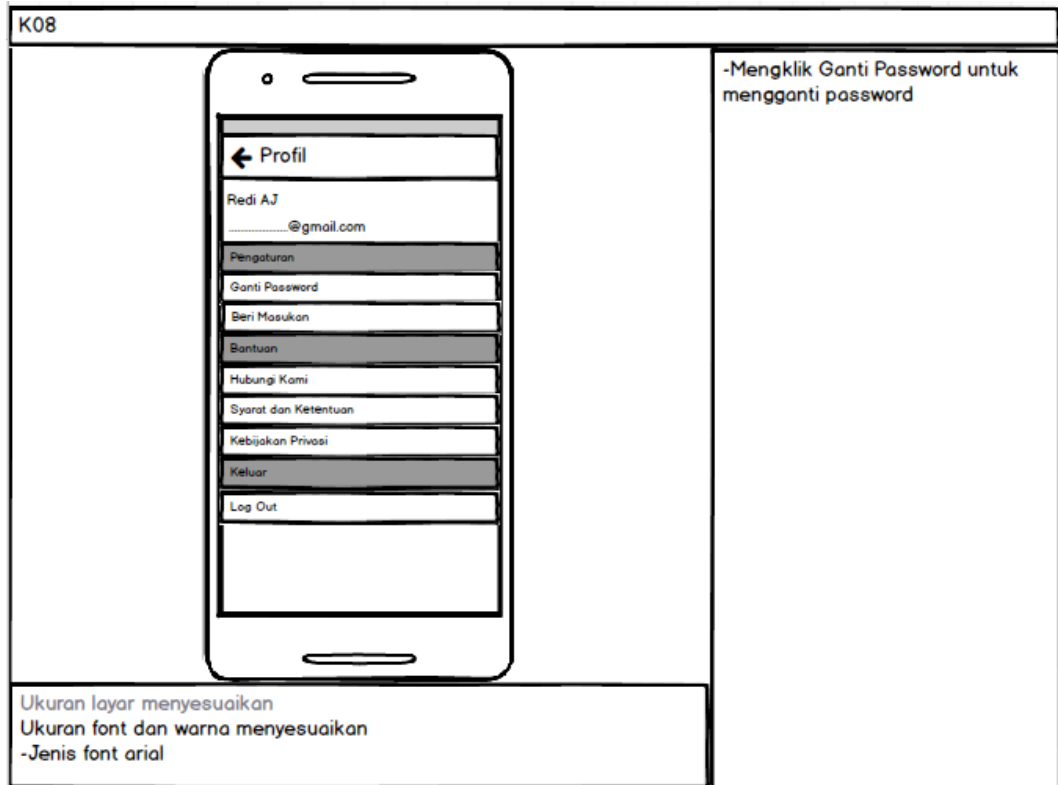 K08
Profil
Redi AJ
....................@gmail.com
Pengaturan
Ganti Password
Beri Masukan
Bantuan
Hubungi Kami
Syarat dan Ketentuan
Kebijakan Privasi
Keluar
Log Out
-Mengklik Ganti Password untuk
mengganti password
Ukuran layar menyesuaikan
Ukuran font dan warna menyesuaikan
-Jenis font arial